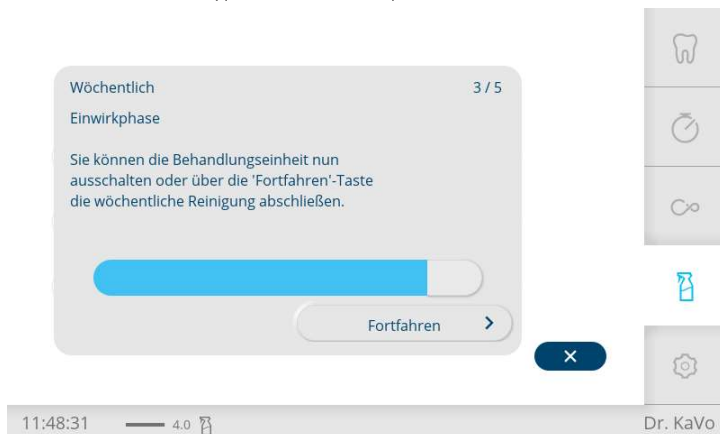 Wöchentlich 3 / 5
Einwirkphase
Sie können die Behandlungseinheit nun
ausschalten oder über die 'Fortfahren'-Taste
die wöchentliche Reinigung abschließen.
Fortfahren
11:48:31 4.0 Dr. KaVo